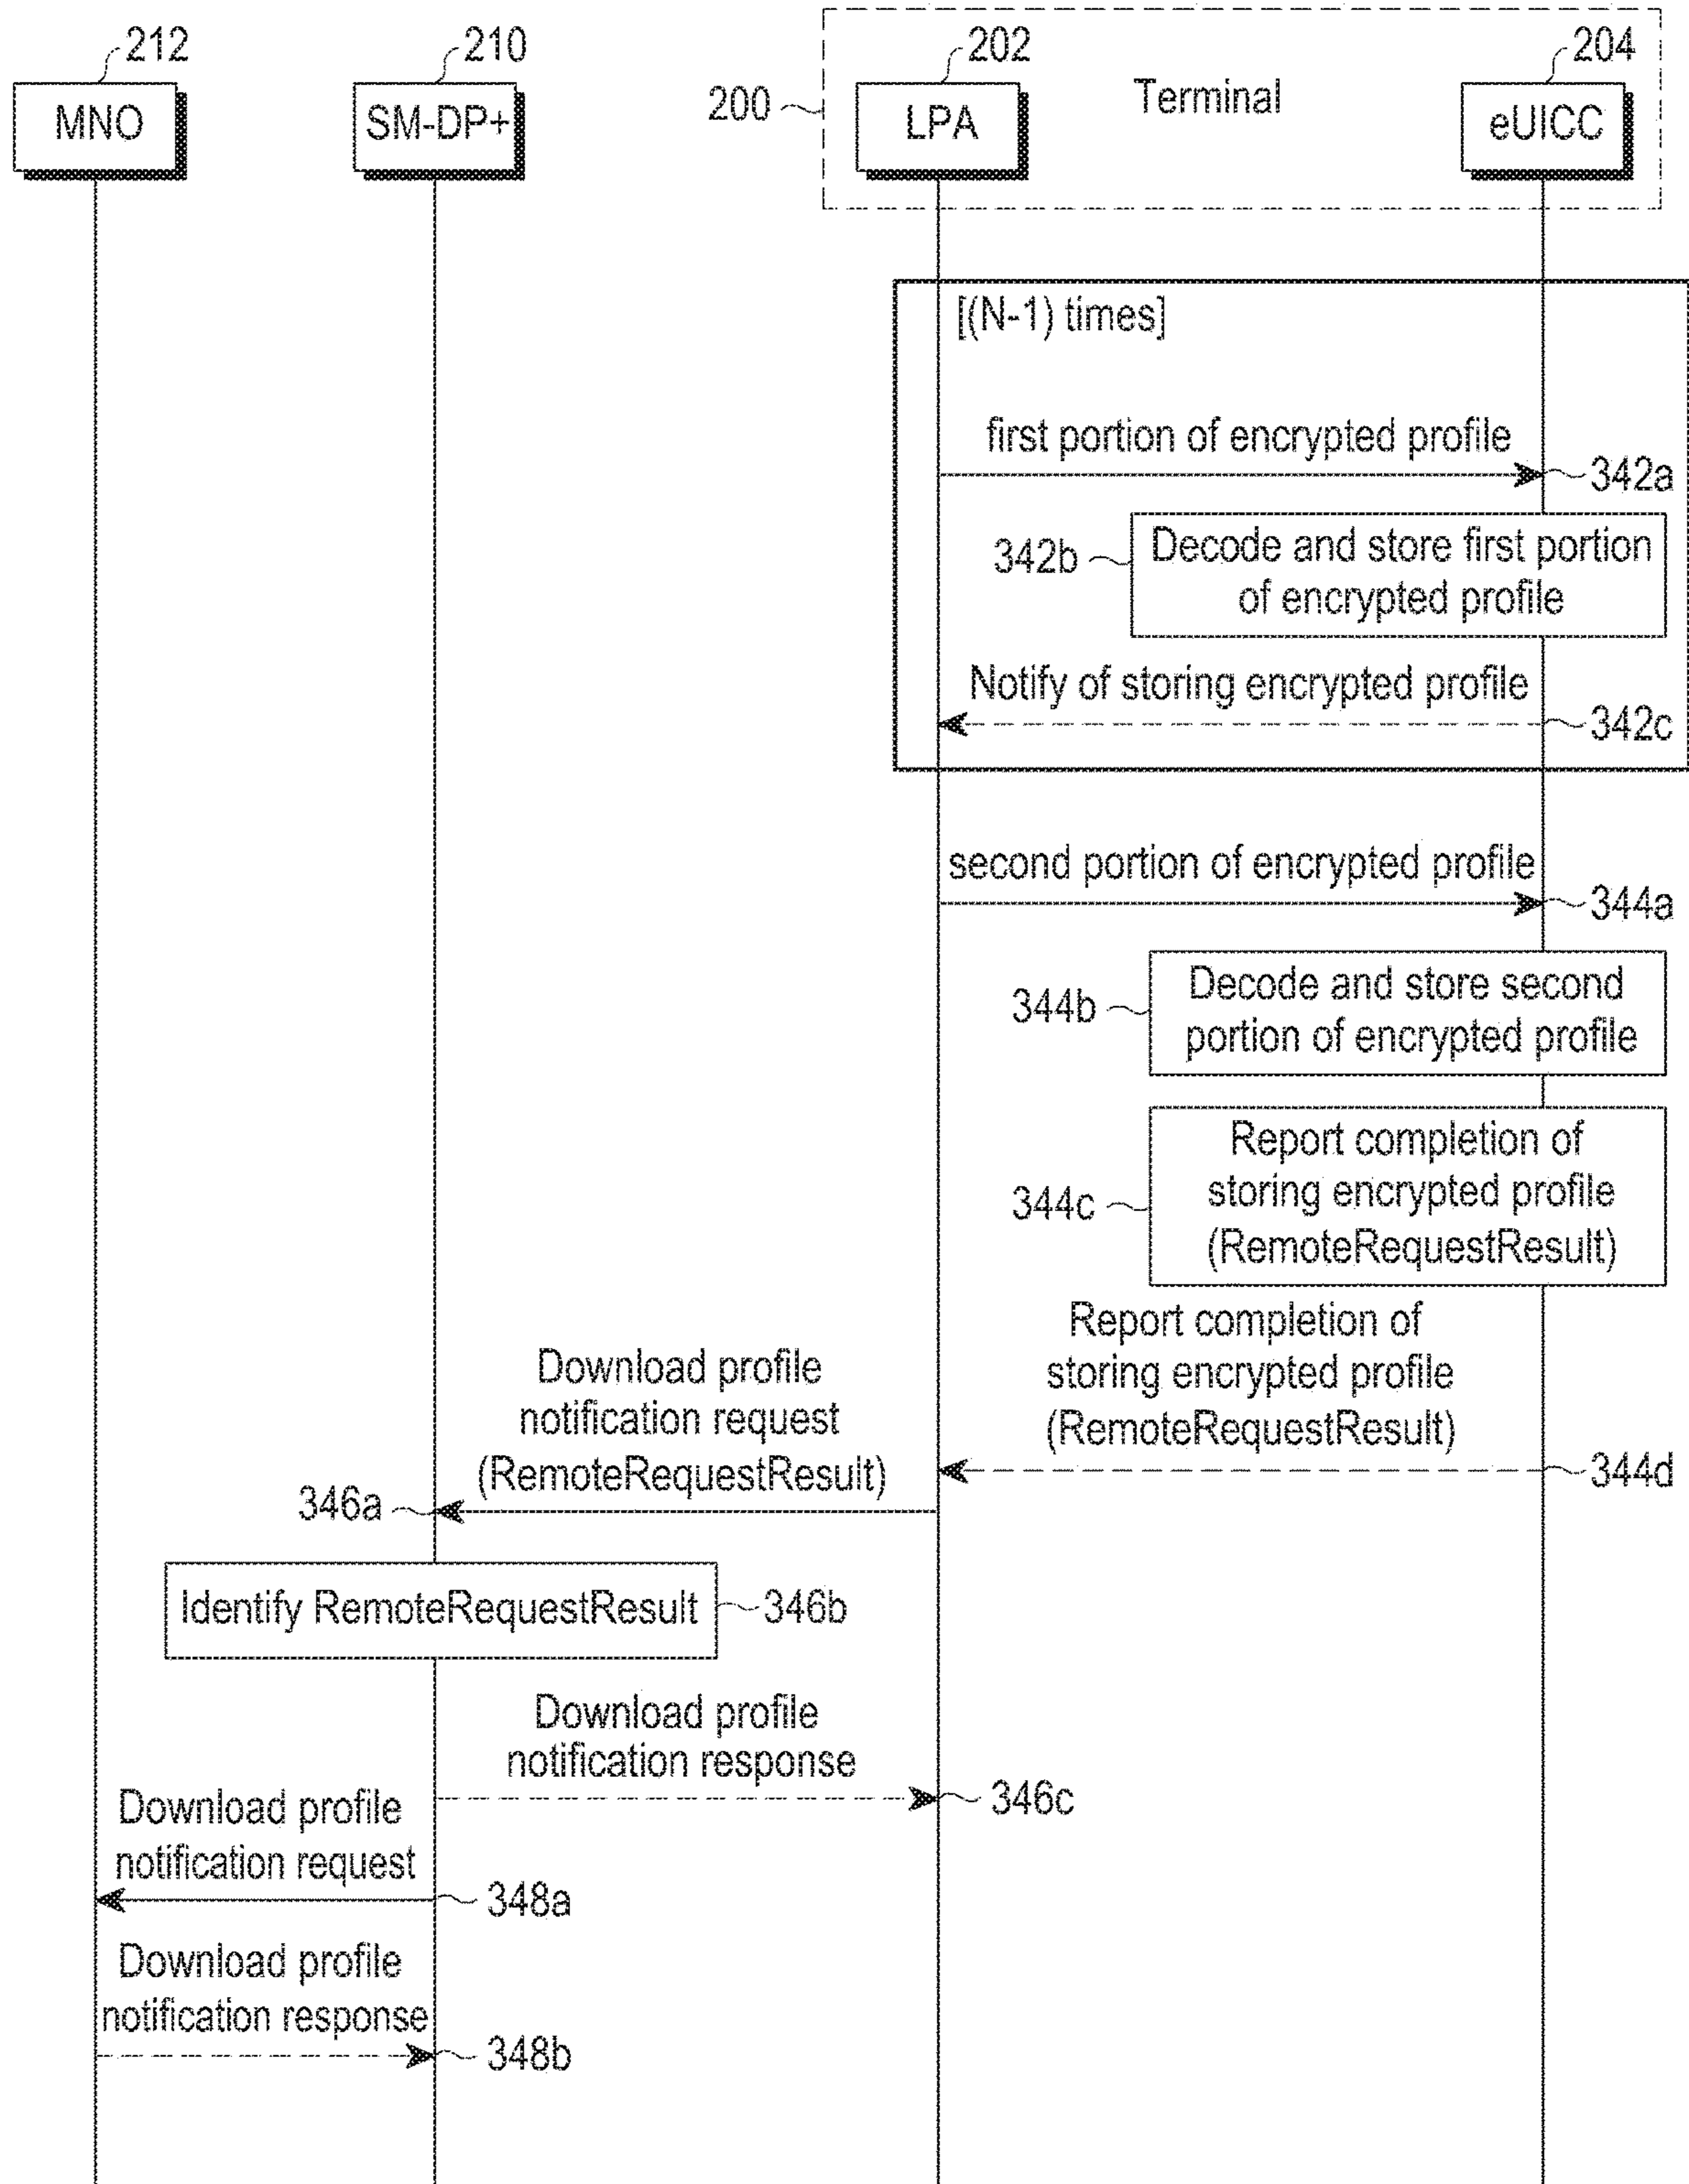 212
210
202
204
200
Terminal
MNO
SM-DP+
LPA
eUICC
[(N-1) times]
first portion of encrypted profile
342a
342b
Decode and store first portion
of encrypted profile
Notify of storing encrypted profile
342c
second portion of encrypted profile
344a
344b
Decode and store second
portion of encrypted profile
344c
Report completion of
storing encrypted profile
(RemoteRequestResult)
Report completion of
storing encrypted profile
(RemoteRequestResult)
344d
Download profile
notification request
(RemoteRequestResult)
346a
Identify RemoteRequestResult
346b
Download profile
notification response
346c
Download profile
notification request
348a
Download profile
notification response
348b